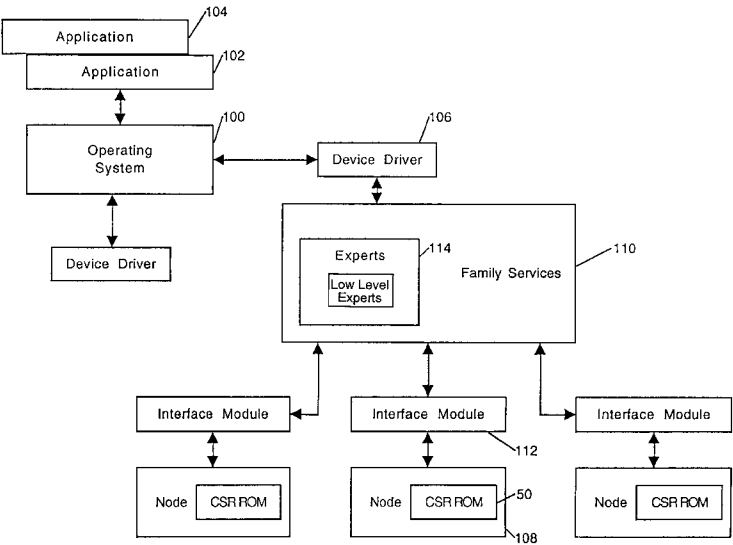 104
Application
102
Application
100
106
Operating
System
Device Driver
114
110
Experts
Family Services
Device Driver
Low Level
Experts
Interface Module
Interface Module
Interface Module
112
Node
CSR ROM
Node
CSR ROM
50
Node
CSR ROM
108